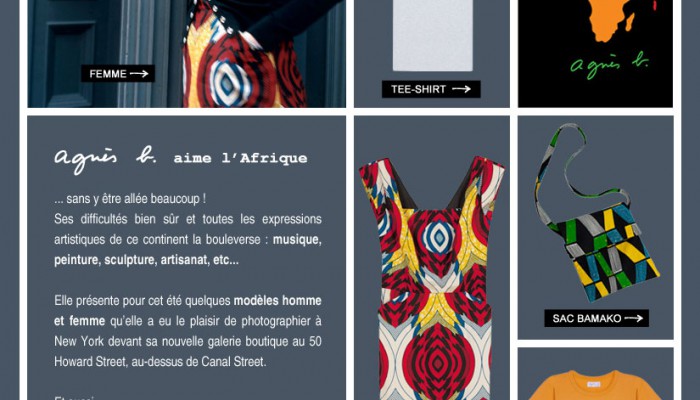 FEMME
TEE-SHIRT
agnès b.
agnès b. aime l'Afrique
... sans y être allée beaucoup !
Ses difficultés bien sûr et toutes les expressions
artistiques de ce continent la bouleverse : musique,
peinture, sculpture, artisanat, etc...
Elle présente pour cet été quelques modèles homme
et femme qu'elle a eu le plaisir de photographier à
New York devant sa nouvelle galerie boutique au 50
Howard Street, au-dessus de Canal Street.
SAC BAMAKO